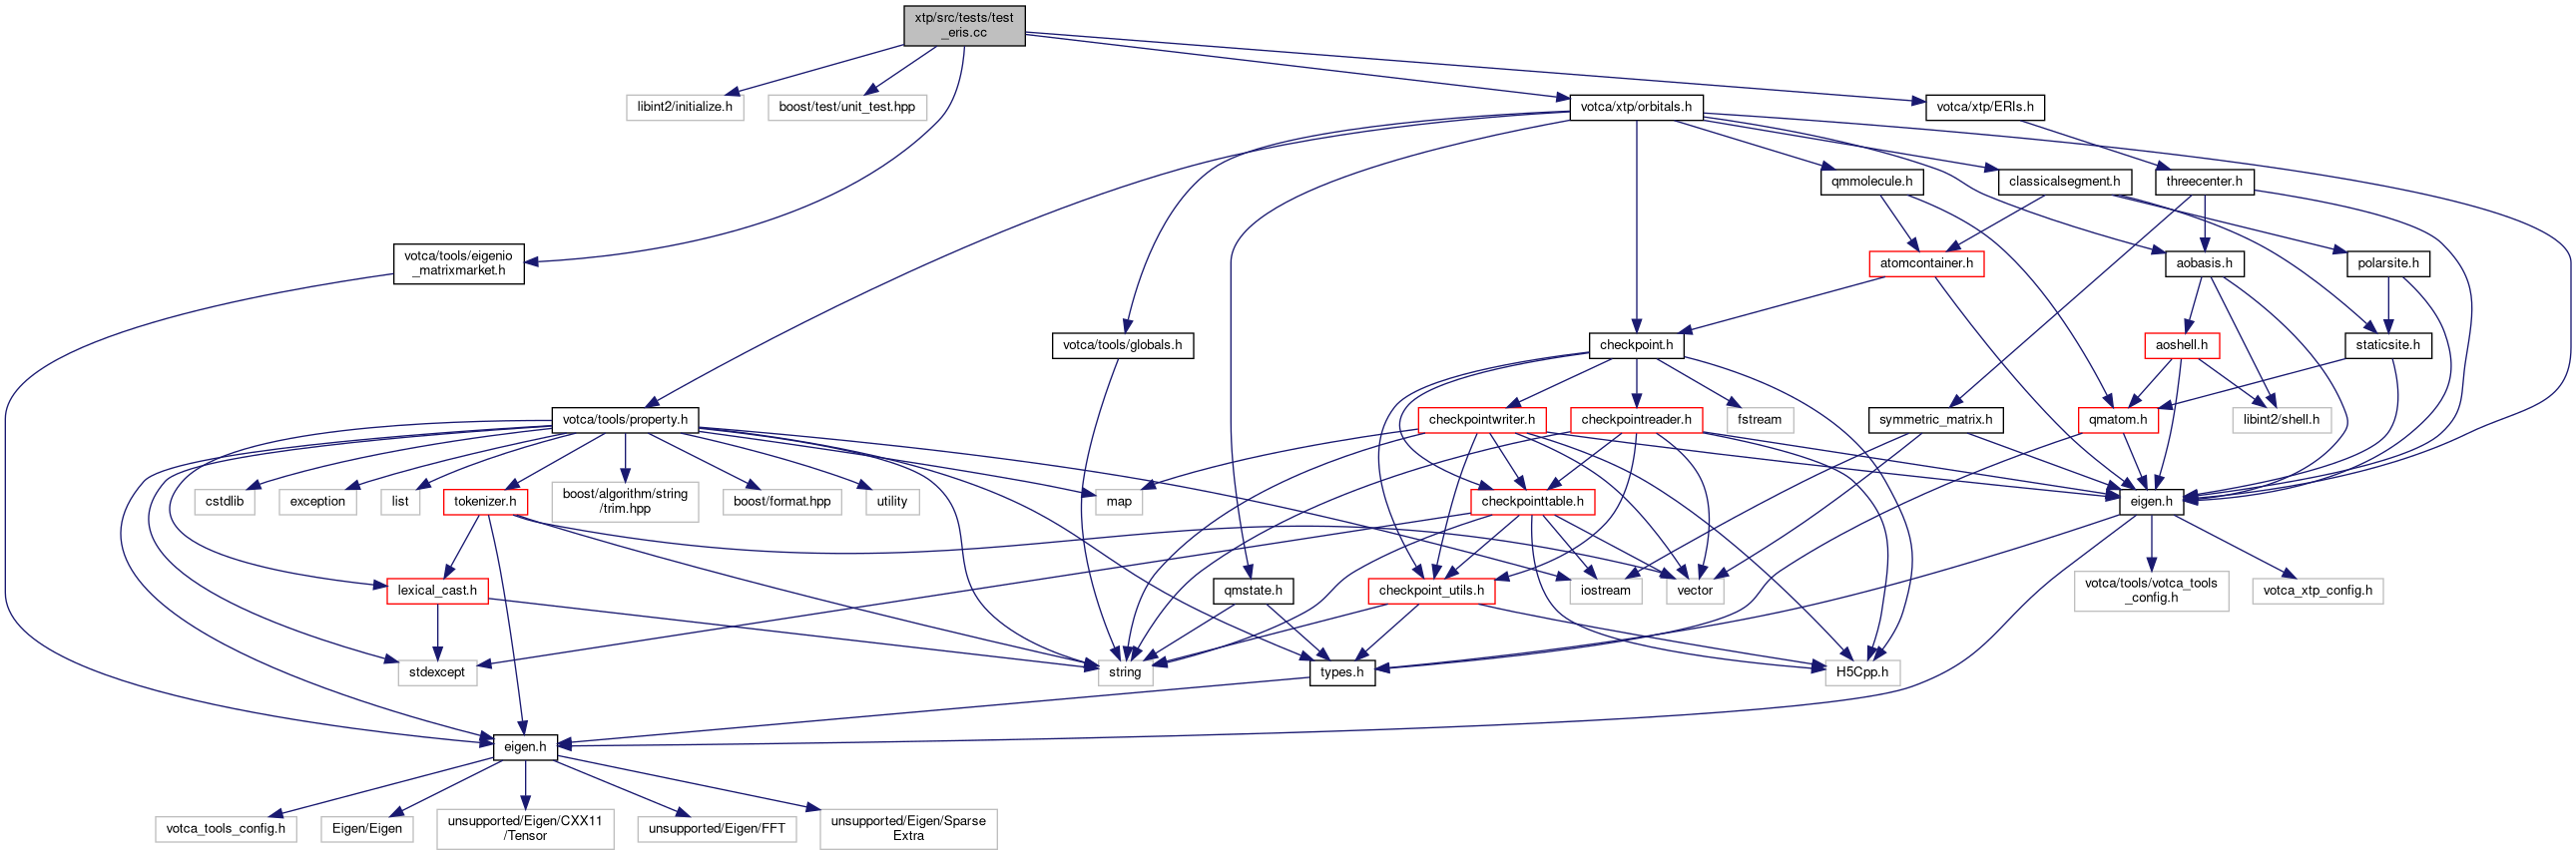 xtp/src/tests/test
_eris.cc
libint2/initialize.h
boost/test/unit_test.hpp
votca/xtp/orbitals.h
votca/xtp/ERIs.h
qmmolecule.h
classicalsegment.h
threecenter.h
votca/tools/eigenio
_matrixmarket.h
atomcontainer.h
aobasis.h
polarsite.h
votca/tools/globals.h
checkpoint.h
aoshell.h
staticsite.h
votca/tools/property.h
checkpointwriter.h
checkpointreader.h
fstream
symmetric_matrix.h
qmatom.h
libint2/shell.h
cstdlib
exception
list
tokenizer.h
boost/algorithm/string
/trim.hpp
boost/format.hpp
utility
map
checkpointtable.h
eigen.h
lexical_cast.h
qmstate.h
checkpoint_utils.h
iostream
vector
votca/tools/votca_tools
_config.h
votca_xtp_config.h
stdexcept
string
types.h
H5Cpp.h
eigen.h
votca_tools_config.h
Eigen/Eigen
unsupported/Eigen/CXX11
/Tensor
unsupported/Eigen/FFT
unsupported/Eigen/Sparse
Extra